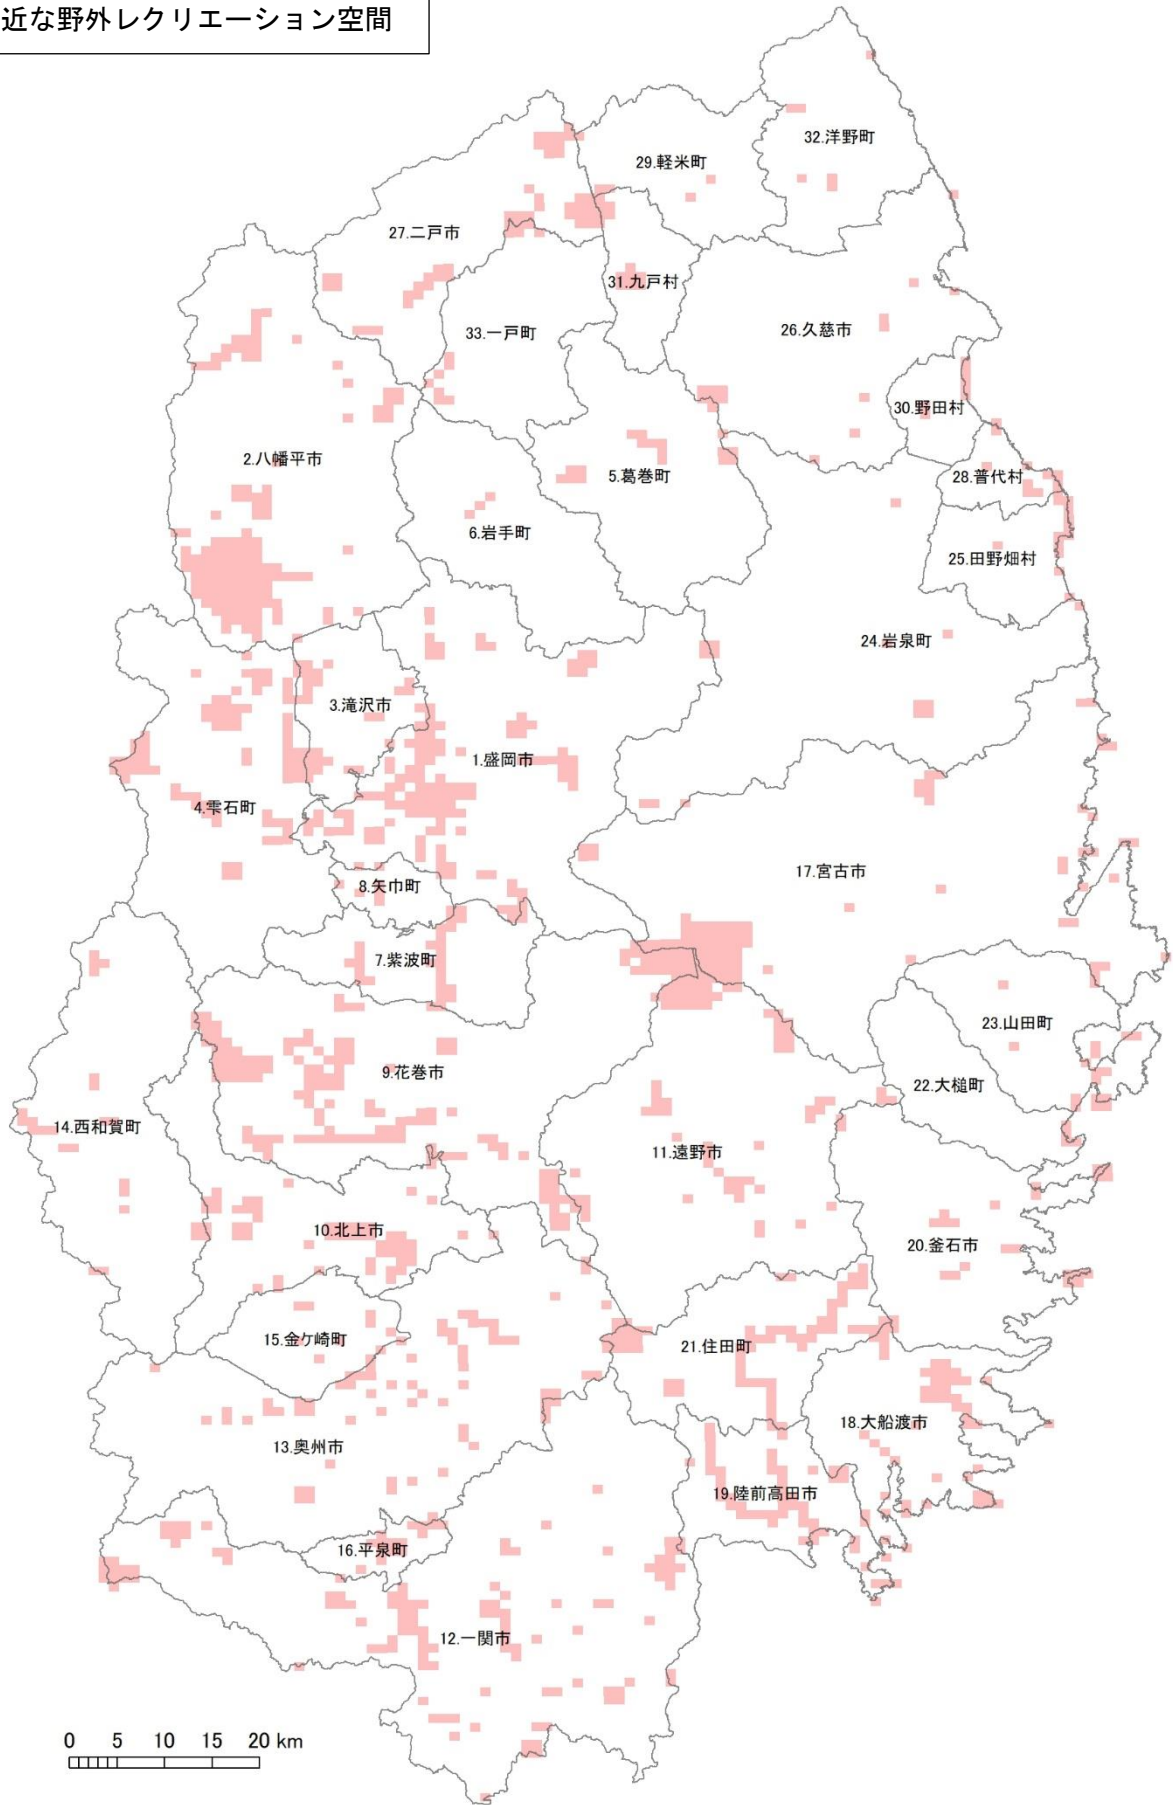 近な野外レクリエーション空間
32.洋野町
29.軽米町
27.二戸市
31.九戸村
26.久慈市
33.一戸町
30.野田村
2.八幡平市
5.葛巻町
28.普代村
6.岩手町
25.田野畑村
24.岩泉町
3.滝沢市
1.盛岡市
4.雫石町
17.宮古市
8.矢巾町
7.紫波町
23.山田町
9.花巻市
22.大槌町
14.西和賀町
11.遠野市
10.北上市
20.釜石市
15.金ケ崎町
21.住田町
18.大船渡市
13.奥州市
19.陸前高田市
16.平泉町
12.一関市
0 5 10 15 20 km